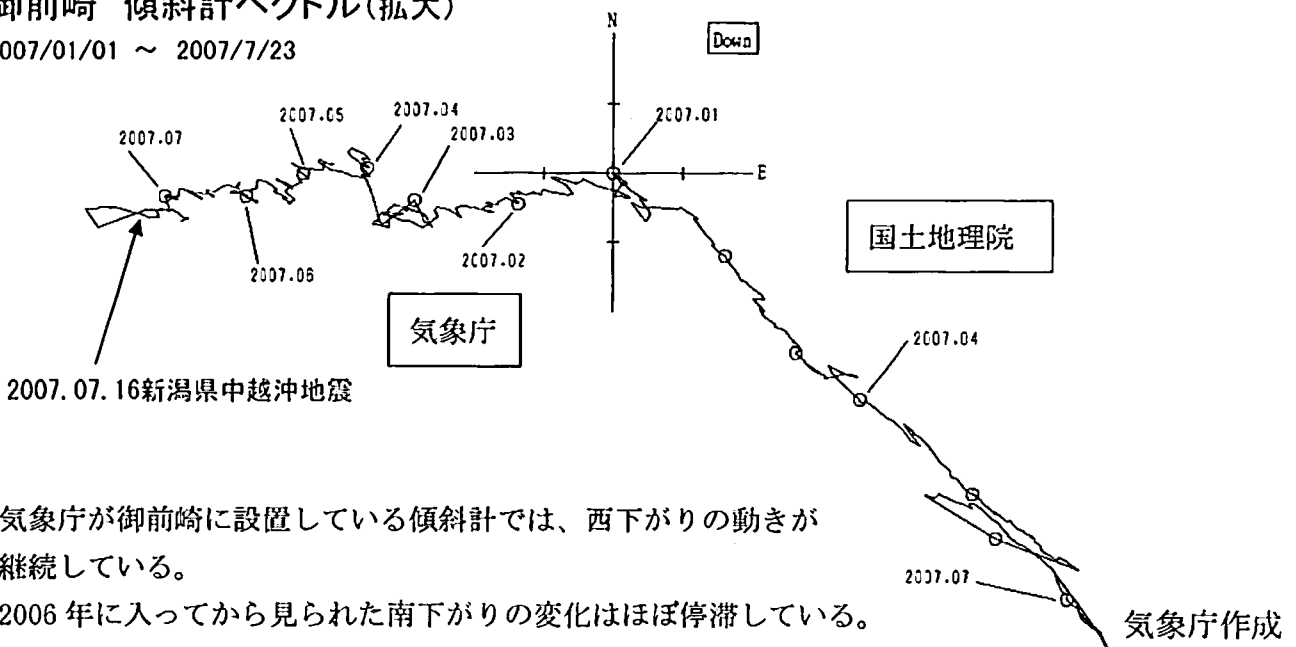 御前崎 傾斜計ベクトル(拡大)
007/01/01 ～ 2007/7/23
N
Down
2007.01
E
2007.07
2007.05
2007.04
2007.03
2007.02
2007.06
国土地理院
気象庁
2007.04
2007.07.16新潟県中越沖地震
2007.07
気象庁が御前崎に設置している傾斜計では、西下がりの動きが
継続している。
2006 年に入ってから見られた南下がりの変化はほぼ停滞している。
気象庁作成